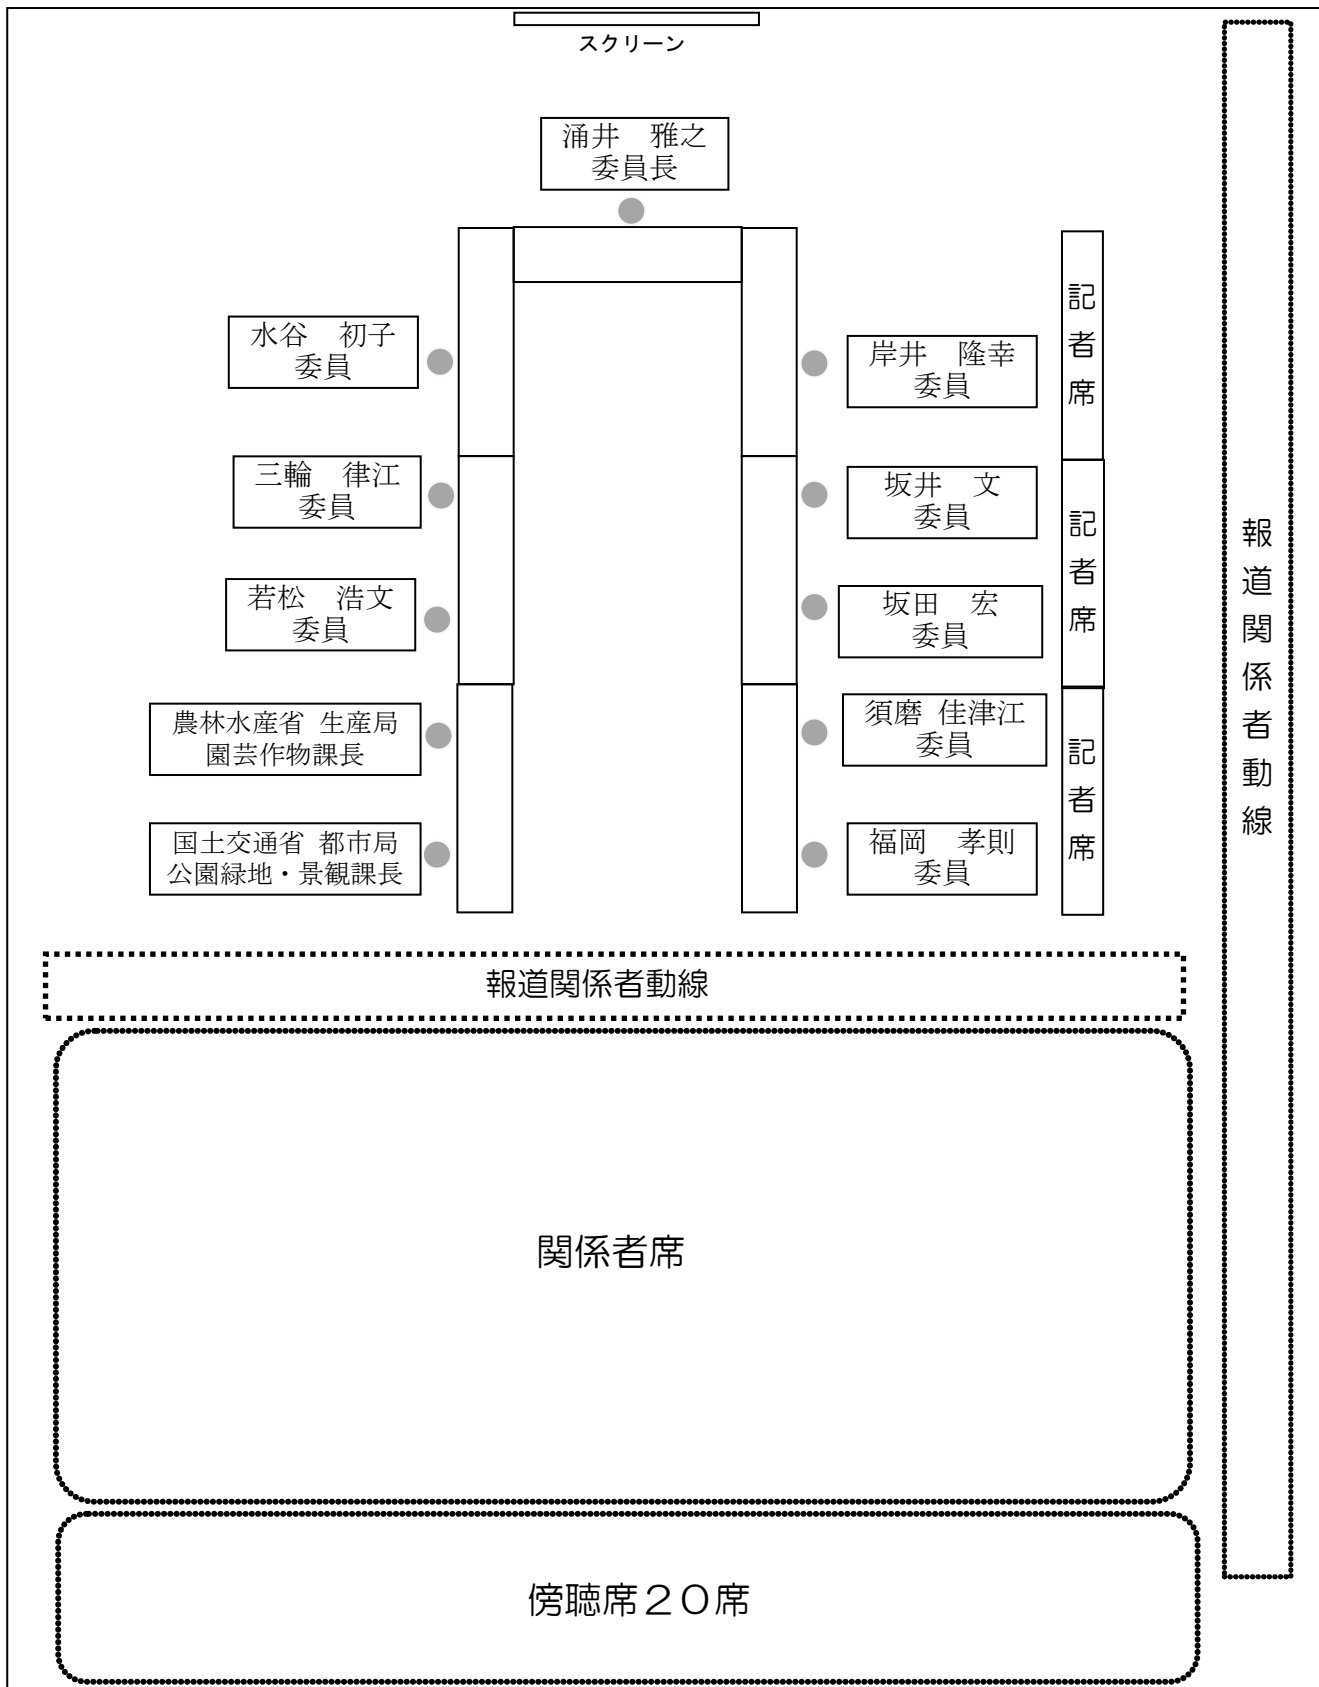 スクリーン
涌井　雅之
委員長
水谷　初子
委員
三輪　律江
委員
若松　浩文
委員
農林水産省 生産局
園芸作物課長
国土交通省 都市局
公園緑地・景観課長
岸井　隆幸
委員
坂井　文
委員
坂田　宏
委員
須磨 佳津江
委員
福岡　孝則
委員
記者席
記者席
記者席
報道関係者動線
報道関係者動線
関係者席
傍聴席２０席